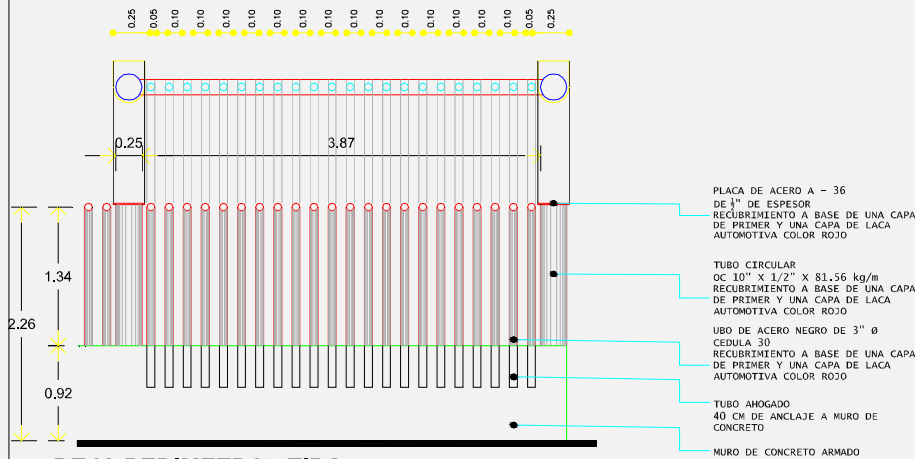 0.25 0.05 0.10 0.10 0.10 0.10 0.10 0.10 0.10 0.10 0.10 0.10 0.10 0.10 0.10 0.10 0.05 0.25
0.25 3.87
PLACA DE ACERO A - 36
DE ½" DE ESPESOR
RECUBRIMIENTO A BASE DE UNA CAPA
DE PRIMER Y UNA CAPA DE LACA
AUTOMOTIVA COLOR ROJO
TUBO CIRCULAR
OC 10" X 1/2" X 81.56 kg/m
RECUBRIMIENTO A BASE DE UNA CAPA
DE PRIMER Y UNA CAPA DE LACA
AUTOMOTIVA COLOR ROJO
1.34
2.26
0.92
UBO DE ACERO NEGRO DE 3" Ø
CEDULA 30
RECUBRIMIENTO A BASE DE UNA CAPA
DE PRIMER Y UNA CAPA DE LACA
AUTOMOTIVA COLOR ROJO
TUBO AHOGADO
40 CM DE ANCLAJE A MURO DE
CONCRETO
MURO DE CONCRETO ARMADO